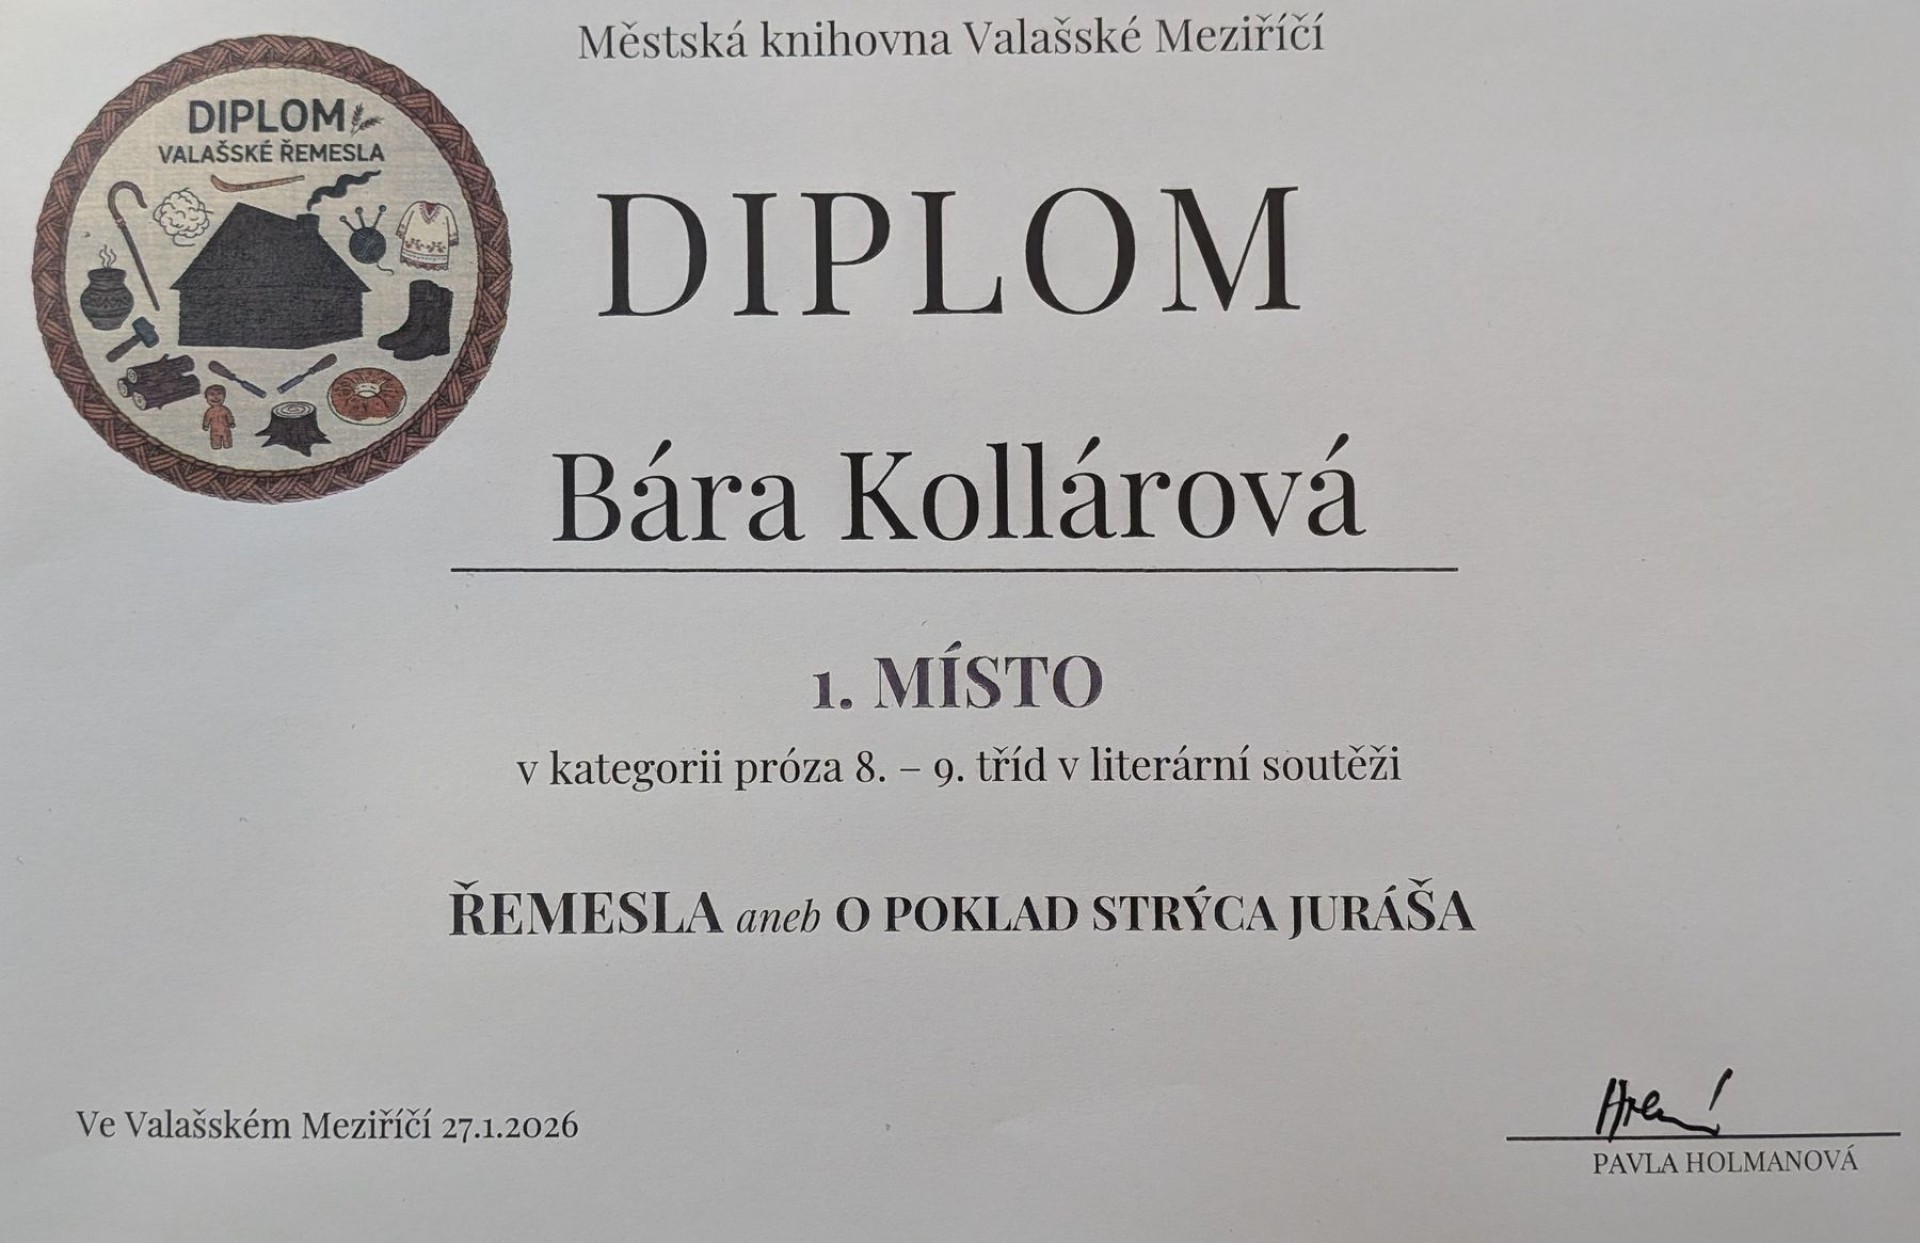 Městská knihovna Valašské Meziříčí
DIPLOM
VALAŠSKÉ ŘEMESLA
DIPLOM
Bára Kollárová
1. MÍSTO
v kategorii próza 8. – 9. tříd v literární soutěži
ŘEMESLA aneb O POKLAD STRÝCA JURÁŠA
Ve Valašském Meziříčí 27.1.2026
PAVLA HOLMANOVÁ